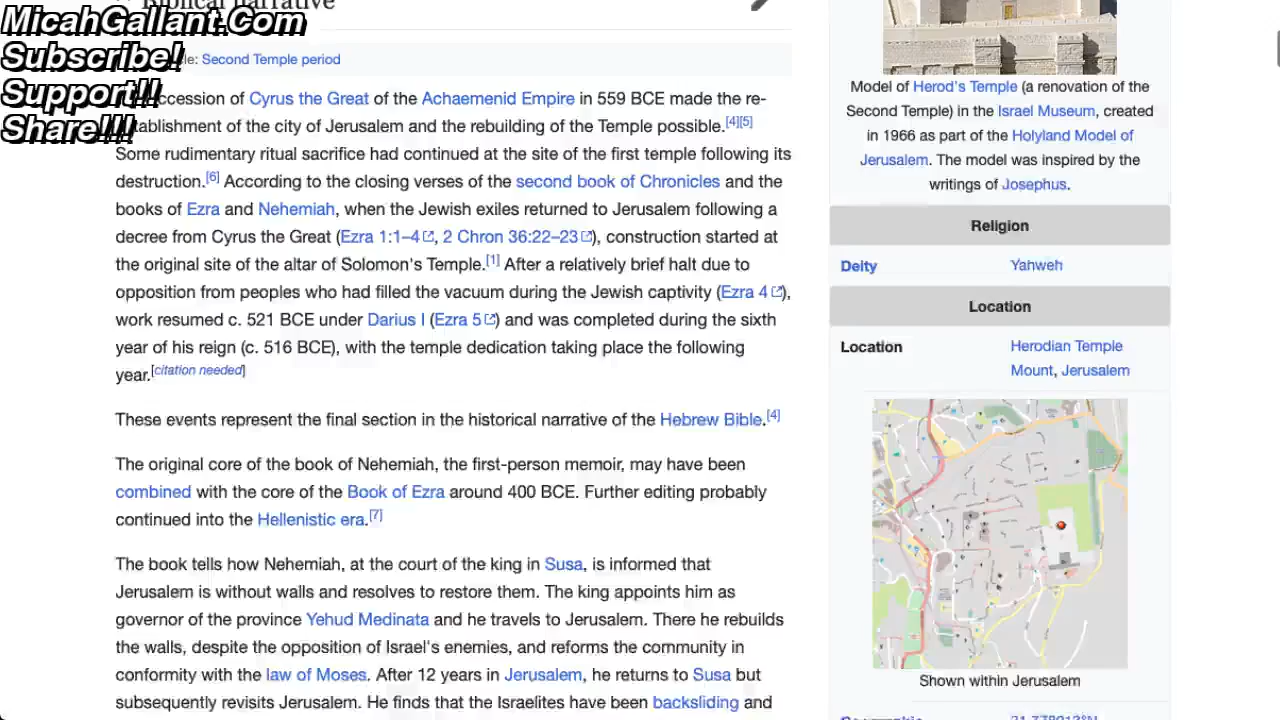 Biblical narrative
MicahGallant.Com
Subscribe!
Support!!
Share!!!
le: Second Temple period
ccession of Cyrus the Great of the Achaemenid Empire in 559 BCE made the re-
tablishment of the city of Jerusalem and the rebuilding of the Temple possible.[4][5]
Some rudimentary ritual sacrifice had continued at the site of the first temple following its
destruction.[6] According to the closing verses of the second book of Chronicles and the
books of Ezra and Nehemiah, when the Jewish exiles returned to Jerusalem following a
decree from Cyrus the Great (Ezra 1:1–4, 2 Chron 36:22–23), construction started at
the original site of the altar of Solomon's Temple.[1] After a relatively brief halt due to
opposition from peoples who had filled the vacuum during the Jewish captivity (Ezra 4),
work resumed c. 521 BCE under Darius I (Ezra 5) and was completed during the sixth
year of his reign (c. 516 BCE), with the temple dedication taking place the following
year.[citation needed]
These events represent the final section in the historical narrative of the Hebrew Bible.[4]
The original core of the book of Nehemiah, the first-person memoir, may have been
combined with the core of the Book of Ezra around 400 BCE. Further editing probably
continued into the Hellenistic era.[7]
The book tells how Nehemiah, at the court of the king in Susa, is informed that
Jerusalem is without walls and resolves to restore them. The king appoints him as
governor of the province Yehud Medinata and he travels to Jerusalem. There he rebuilds
the walls, despite the opposition of Israel's enemies, and reforms the community in
conformity with the law of Moses. After 12 years in Jerusalem, he returns to Susa but
subsequently revisits Jerusalem. He finds that the Israelites have been backsliding and
Model of Herod's Temple (a renovation of the
Second Temple) in the Israel Museum, created
in 1966 as part of the Holyland Model of
Jerusalem. The model was inspired by the
writings of Josephus.
Religion
Deity Yahweh
Location
Location Herodian Temple
Mount, Jerusalem
Shown within Jerusalem